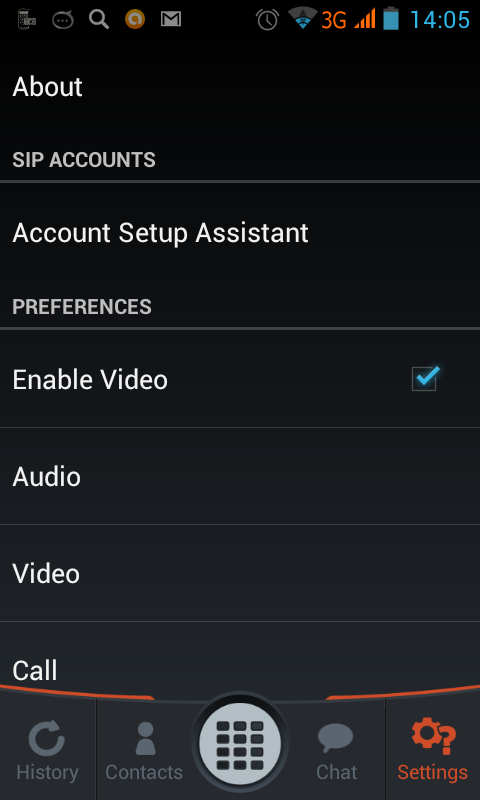 3G 14:05
About
SIP ACCOUNTS
Account Setup Assistant
PREFERENCES
Enable Video
Audio
Video
Call
History Contacts Chat Settings